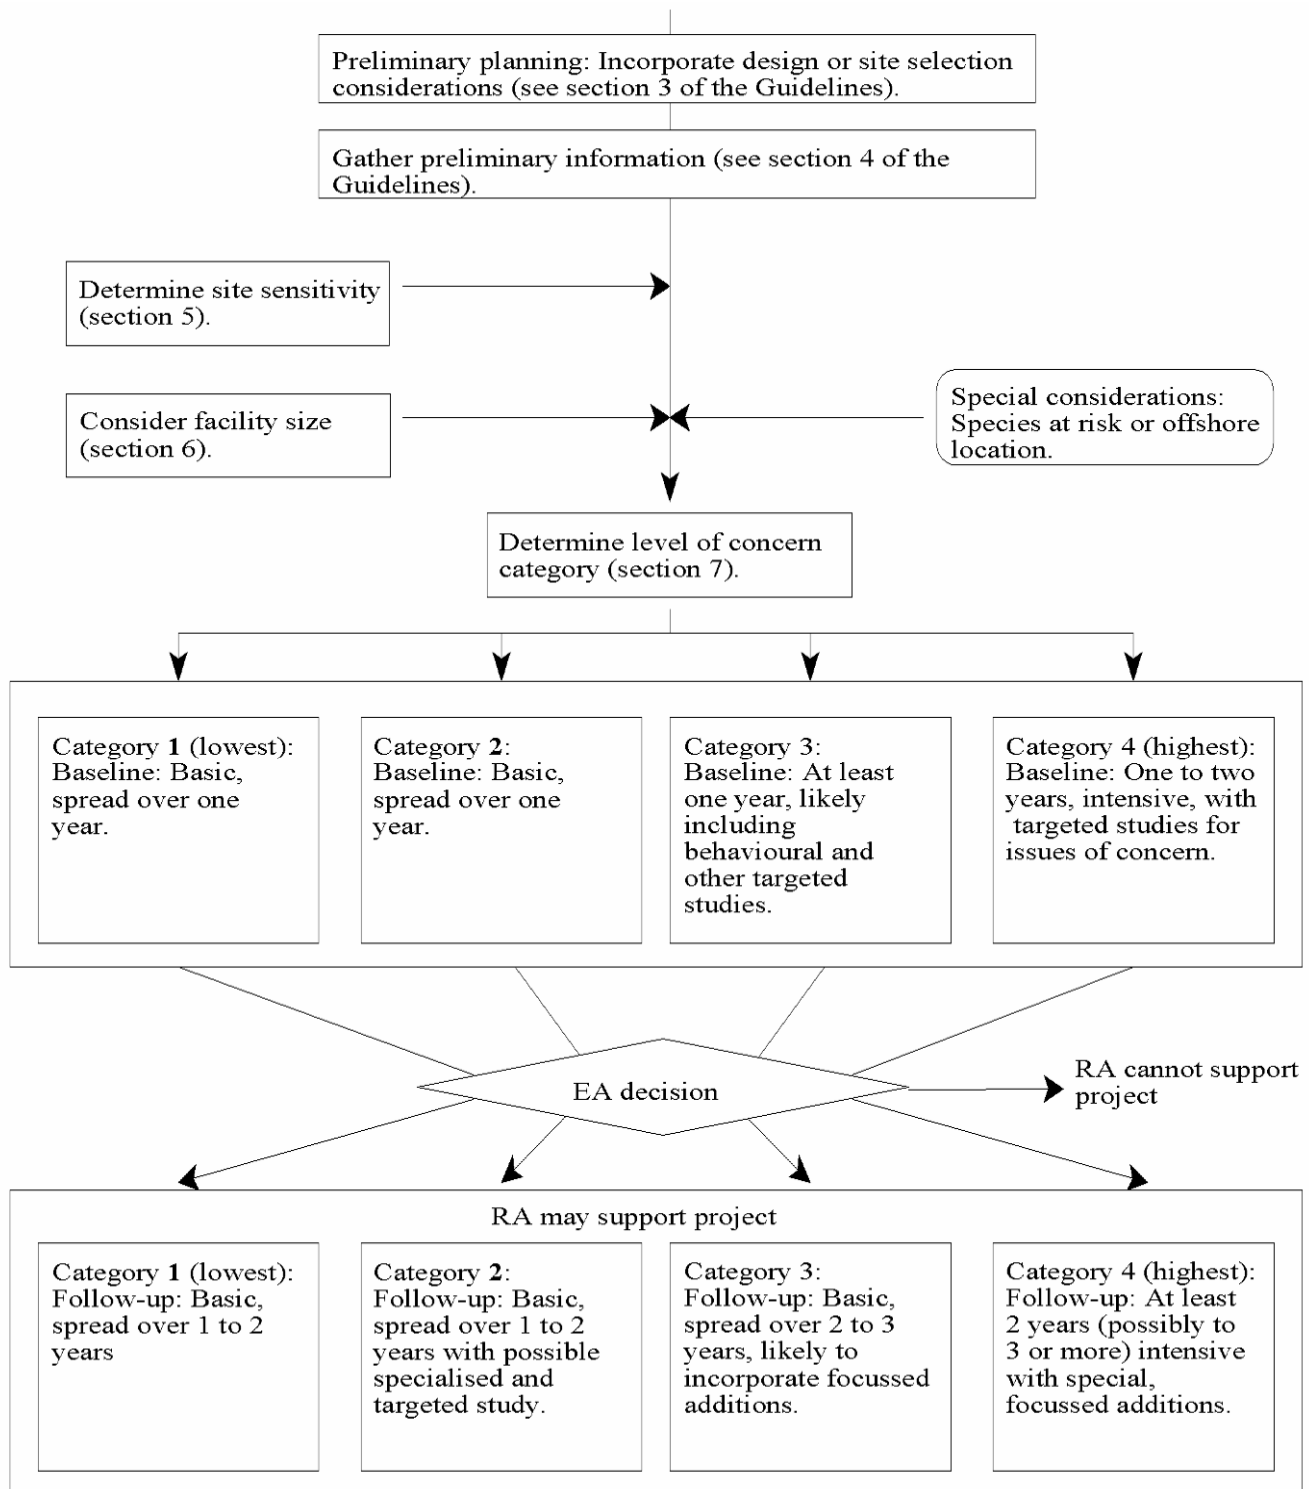 Preliminary planning: Incorporate design or site selection
considerations (see section 3 of the Guidelines).
Gather preliminary information (see section 4 of the
Guidelines).
Determine site sensitivity
(section 5).
Consider facility size
(section 6).
Special considerations:
Species at risk or offshore
location.
Determine level of concern
category (section 7).
Category 1 (lowest):
Baseline: Basic,
spread over one
year.
Category 2:
Baseline: Basic,
spread over one
year.
Category 3:
Baseline: At least
one year, likely
including
behavioural and
other targeted
studies.
Category 4 (highest):
Baseline: One to two
years, intensive, with
targeted studies for
issues of concern.
EA decision
RA cannot support
project
RA may support project
Category 1 (lowest):
Follow-up: Basic,
spread over 1 to 2
years
Category 2:
Follow-up: Basic,
spread over 1 to 2
years with possible
specialised and
targeted study.
Category 3:
Follow-up: Basic,
spread over 2 to 3
years, likely to
incorporate focussed
additions.
Category 4 (highest):
Follow-up: At least
2 years (possibly to
3 or more) intensive
with special,
focussed additions.